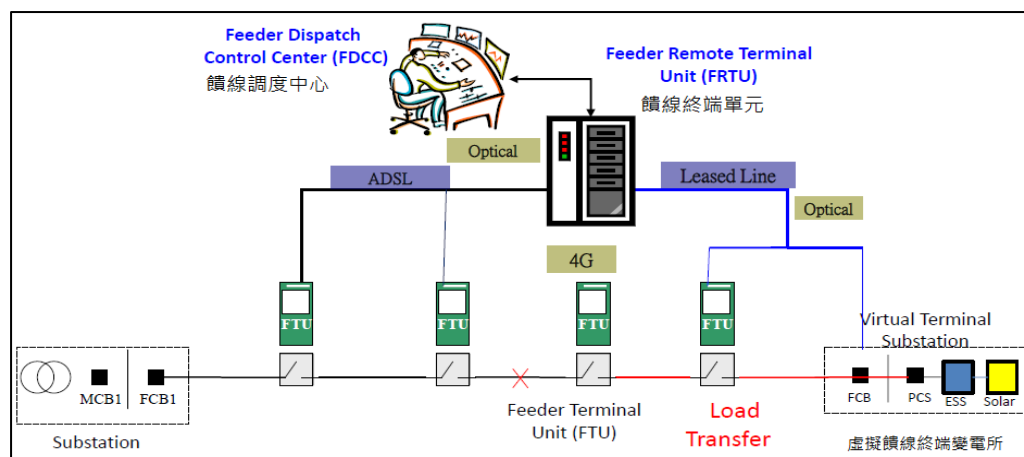 Feeder Dispatch
Control Center (FDCC)
饋線調度中心
Feeder Remote Terminal
Unit (FRTU)
饋線終端單元
Optical
ADSL
Leased Line
Optical
4G
FTU
FTU
FTU
FTU
Virtual Terminal
Substation
MCB1
FCB1
FCB
PCS
ESS
Solar
Feeder Terminal
Unit (FTU)
Load
Transfer
Substation
虛擬饋線終端變電所